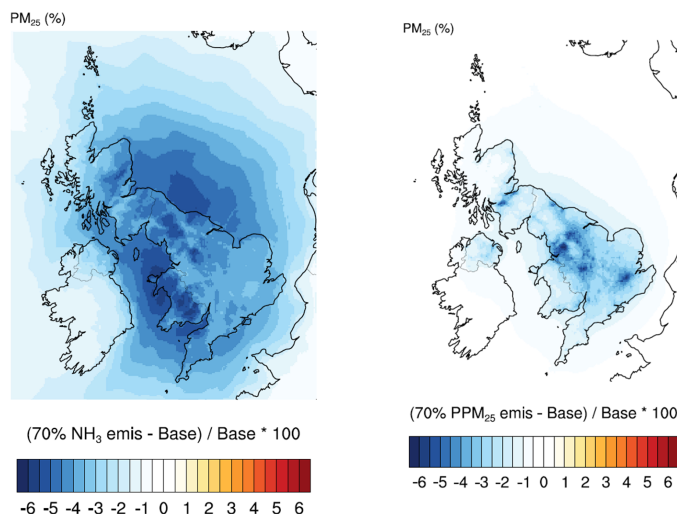 PM25 (%)
PM25 (%)
(70% NH3 emis - Base) / Base * 100
-6 -5 -4 -3 -2 -1 0 1 2 3 4 5 6
(70% PPM25 emis - Base) / Base * 100
-6 -5 -4 -3 -2 -1 0 1 2 3 4 5 6